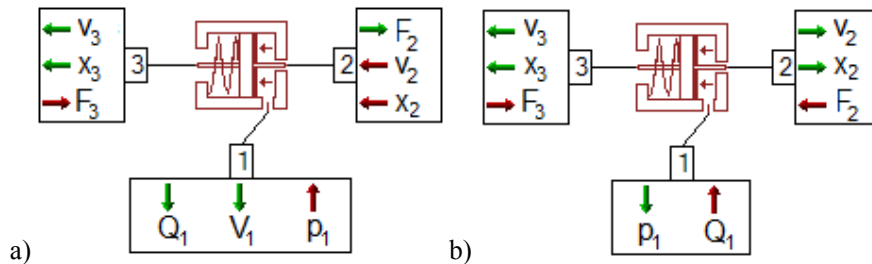 V₃
X₃
F₃
3
2
F₂
V₂
X₂
1
Q₁ V₁ p₁
a)
V₃
X₃
F₃
3
2
V₂
X₂
F₂
1
p₁ Q₁
b)